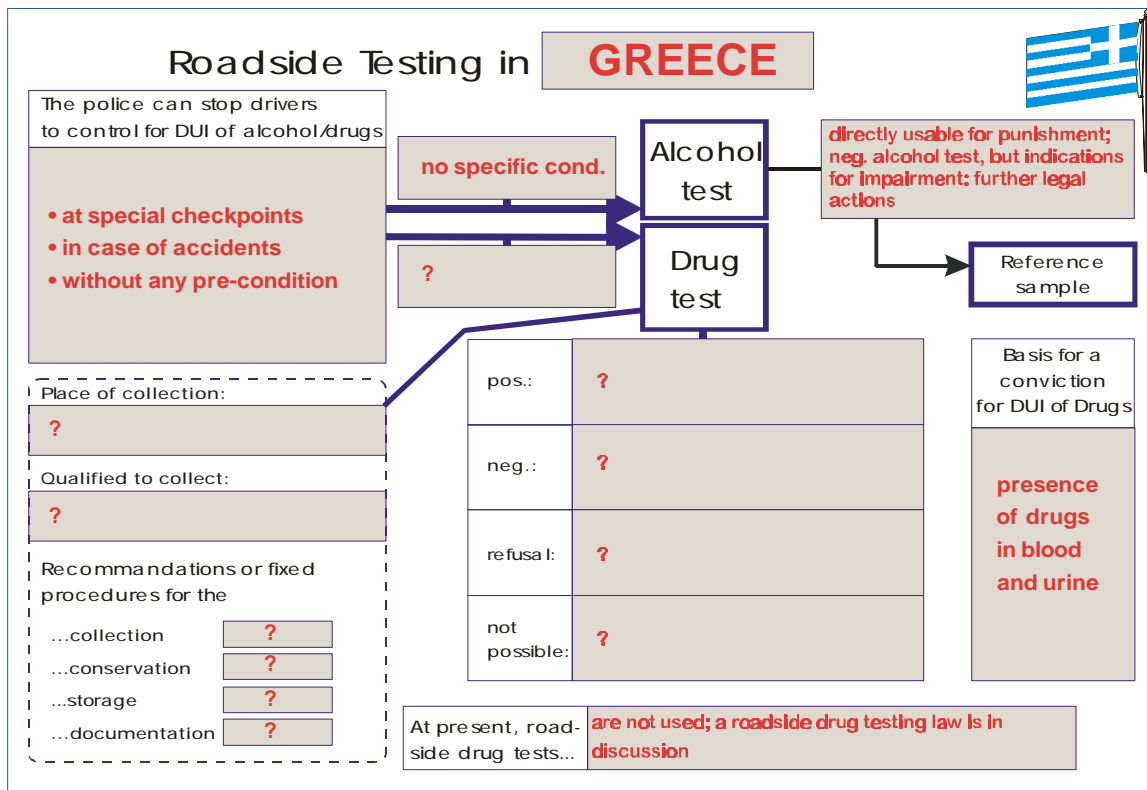 Roadside Testing in GREECE
The police can stop drivers
to control for DUI of alcohol/drugs
• at special checkpoints
• in case of accidents
• without any pre-condition
no specific cond.
?
Alcohol
test
Drug
test
directly usable for punishment;
neg. alcohol test, but indications
for impairment: further legal
actions
Reference
sample
Place of collection:
?
Qualified to collect:
?
Recommandations or fixed
procedures for the
...collection ?
...conservation ?
...storage ?
...documentation ?
pos.: ?
neg.: ?
refusal: ?
not
possible: ?
Basis for a
conviction
for DUI of Drugs
presence
of drugs
in blood
and urine
At present, road-
side drug tests...
are not used; a roadside drug testing law is in
discussion